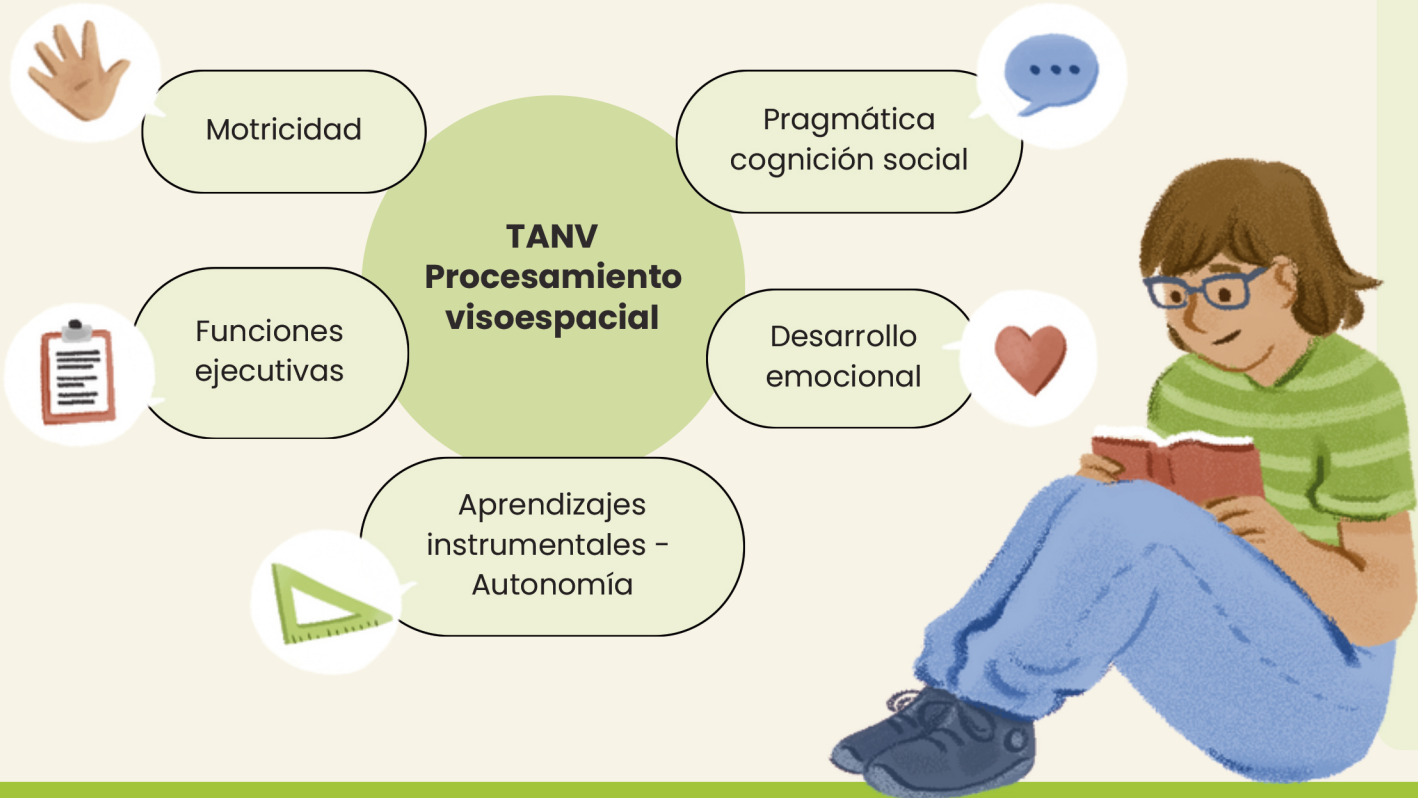 Motricidad
Pragmática
cognición social
TANV
Procesamiento
visoespacial
Funciones
ejecutivas
Desarrollo
emocional
Aprendizajes
instrumentales -
Autonomía